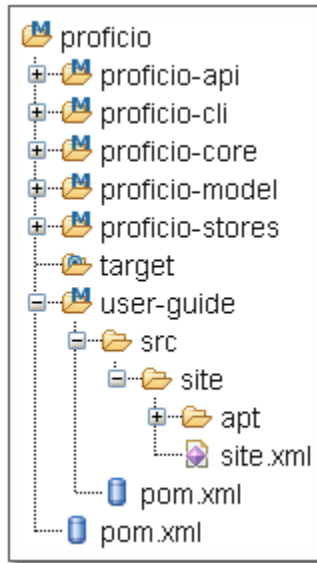 proficio
proficio-api
proficio-cli
proficio-core
proficio-model
proficio-stores
target
user-guide
src
site
apt
site.xml
pom.xml
pom.xml